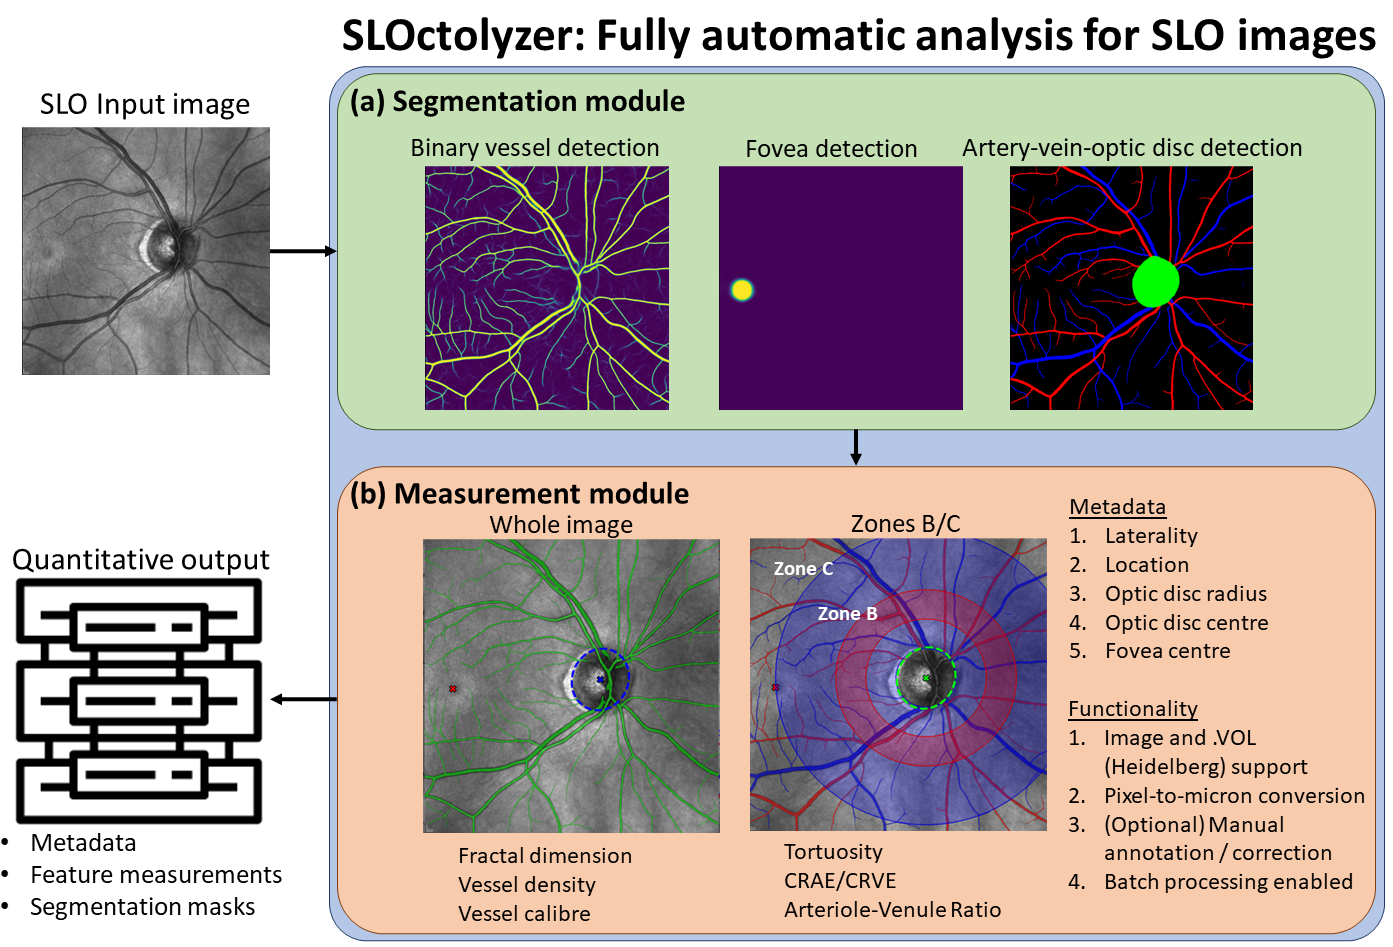 SLOctolyzer: Fully automatic analysis for SLO images
SLO Input image
(a) Segmentation module
Binary vessel detection
Fovea detection
Artery-vein-optic disc detection
(b) Measurement module
Whole image
Zones B/C
Zone C
Zone B
Fractal dimension
Vessel density
Vessel calibre
Tortuosity
CRAE/CRVE
Arteriole-Venule Ratio
Metadata
1. Laterality
2. Location
3. Optic disc radius
4. Optic disc centre
5. Fovea centre
Functionality
1. Image and .VOL
(Heidelberg) support
2. Pixel-to-micron conversion
3. (Optional) Manual
annotation / correction
4. Batch processing enabled
Quantitative output
• Metadata
• Feature measurements
• Segmentation masks